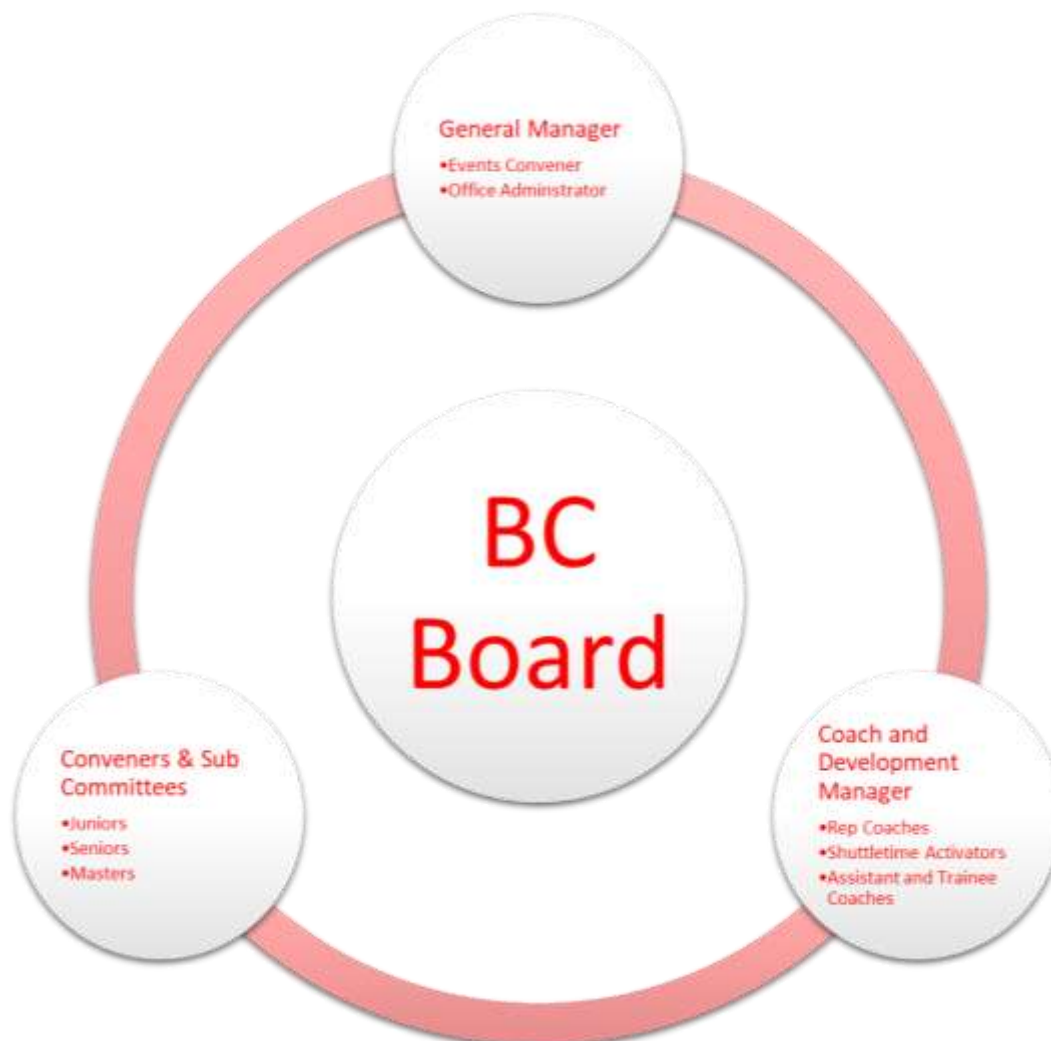 General Manager
•Events Convener
•Office Adminstrator
BC
Board
Conveners & Sub
Committees
•Juniors
•Seniors
•Masters
Coach and
Development
Manager
•Rep Coaches
•Shuttletime Activators
•Assistant and Trainee
Coaches